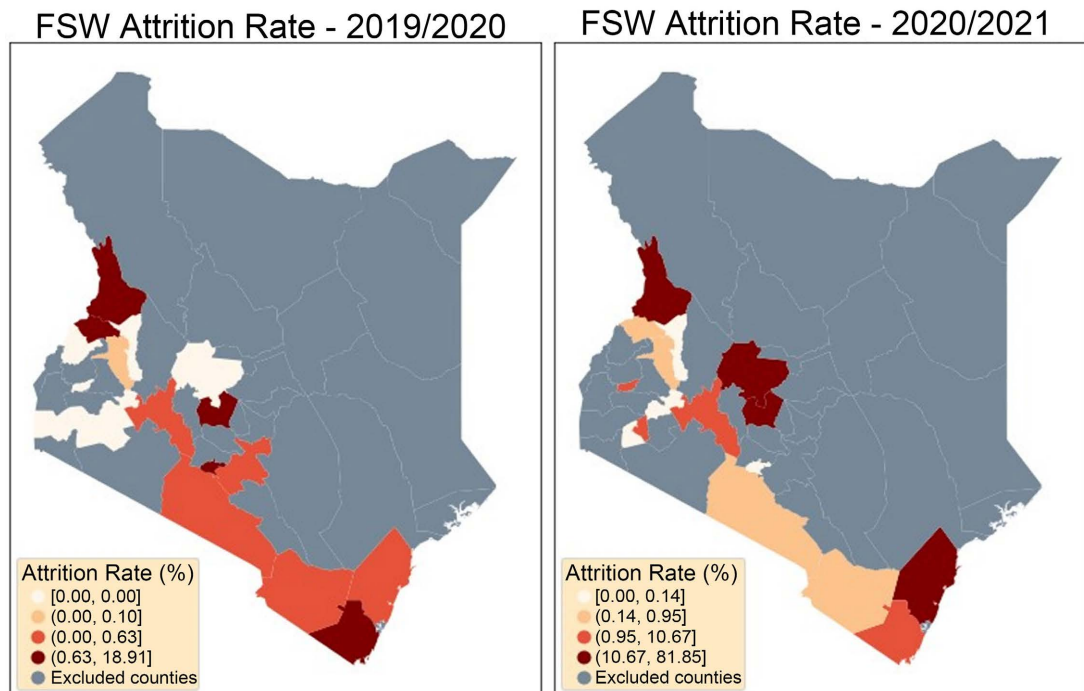 FSW Attrition Rate - 2019/2020
Attrition Rate (%)
[0.00, 0.00]
(0.00, 0.10]
(0.00, 0.63]
(0.63, 18.91]
Excluded counties
FSW Attrition Rate - 2020/2021
Attrition Rate (%)
[0.00, 0.14]
(0.14, 0.95]
(0.95, 10.67]
(10.67, 81.85]
Excluded counties